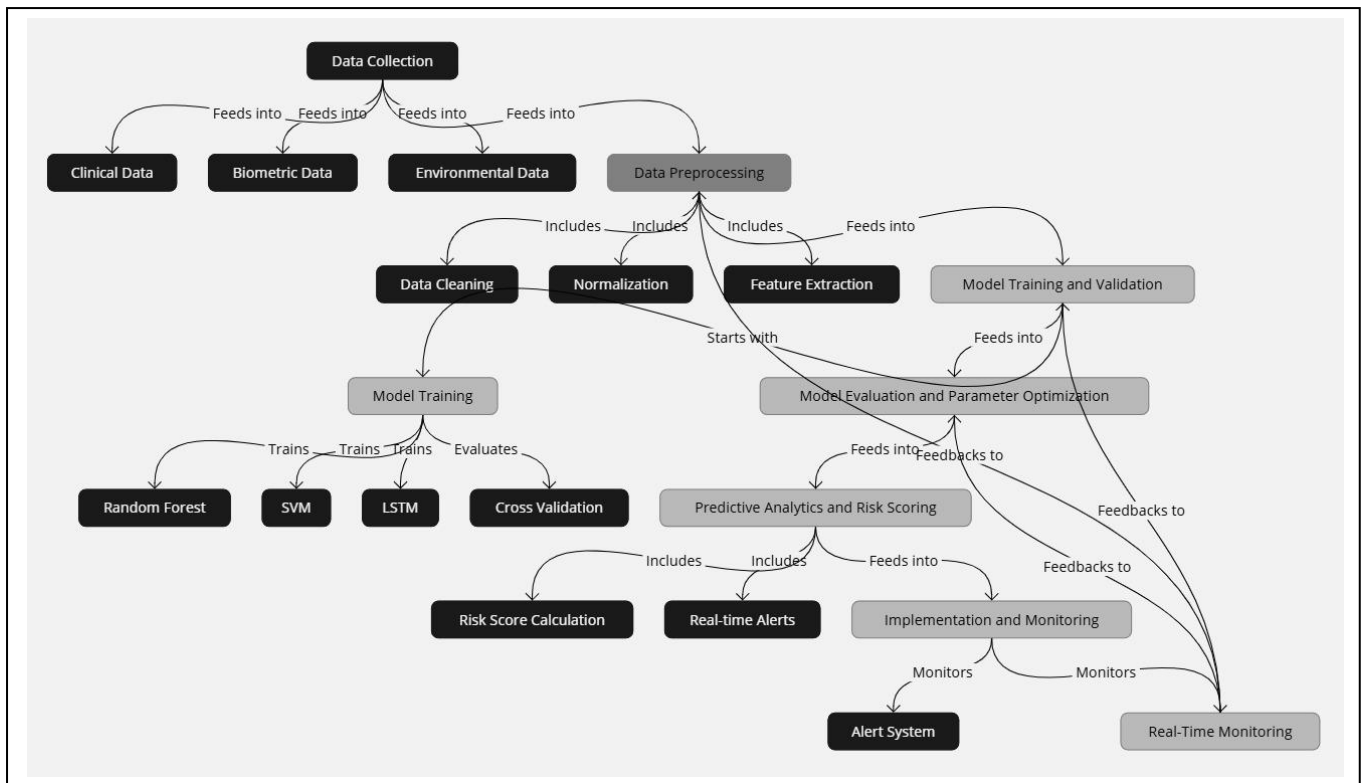 Data Collection
Feeds into Feeds into Feeds into Feeds into
Clinical Data Biometric Data Environmental Data Data Preprocessing
Includes Includes Includes Feeds into
Data Cleaning Normalization Feature Extraction Model Training and Validation
Starts with Feeds into
Model Training Model Evaluation and Parameter Optimization
Trains Trains Trains Evaluates Feeds into Feedbacks to
Random Forest SVM LSTM Cross Validation Predictive Analytics and Risk Scoring
Feedbacks to
Includes Includes Feeds into Feedbacks to
Risk Score Calculation Real-time Alerts Implementation and Monitoring
Monitors Monitors
Alert System Real-Time Monitoring